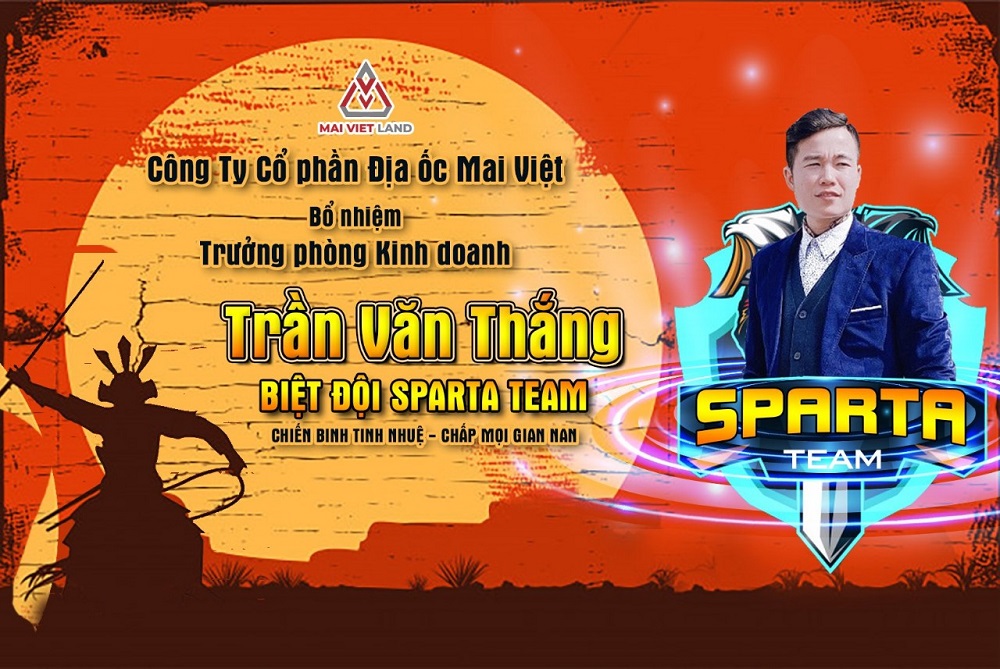 MAI VIET LAND
Công Ty Cổ phần Địa ốc Mai Việt
Bổ nhiệm
Trưởng phòng Kinh doanh
Trần Văn Thắng
BIỆT ĐỘI SPARTA TEAM
CHIẾN BINH TINH NHUỆ – CHẤP MỌI GIAN NAN
SPARTA
TEAM